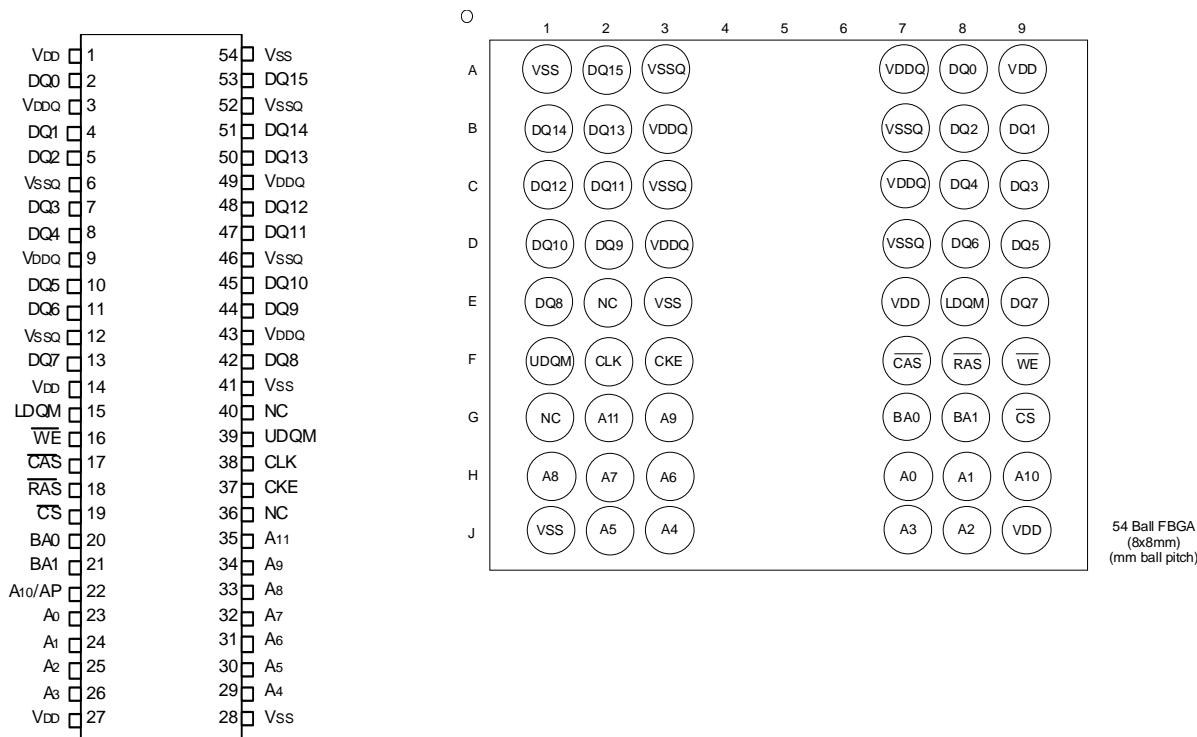 VDD 1 54 VSS
DQ0 2 53 DQ15
VDDQ 3 52 VSSQ
DQ1 4 51 DQ14
DQ2 5 50 DQ13
VSSQ 6 49 VDDQ
DQ3 7 48 DQ12
DQ4 8 47 DQ11
VDDQ 9 46 VSSQ
DQ5 10 45 DQ10
DQ6 11 44 DQ9
VSSQ 12 43 VDDQ
DQ7 13 42 DQ8
VDD 14 41 VSS
LDQM 15 40 NC
WE 16 39 UDQM
CAS 17 38 CLK
RAS 18 37 CKE
CS 19 36 NC
BA0 20 35 A11
BA1 21 34 A9
A10/AP 22 33 A8
A0 23 32 A7
A1 24 31 A6
A2 25 30 A5
A3 26 29 A4
VDD 27 28 VSS
1 2 3 4 5 6 7 8 9
A VSS DQ15 VSSQ VDDQ DQ0 VDD
B DQ14 DQ13 VDDQ VSSQ DQ2 DQ1
C DQ12 DQ11 VSSQ VDDQ DQ4 DQ3
D DQ10 DQ9 VDDQ VSSQ DQ6 DQ5
E DQ8 NC VSS VDD LDQM DQ7
F UDQM CLK CKE CAS RAS WE
G NC A11 A9 BA0 BA1 CS
H A8 A7 A6 A0 A1 A10
J VSS A5 A4 A3 A2 VDD
54 Ball FBGA
(8x8mm)
(mm ball pitch)